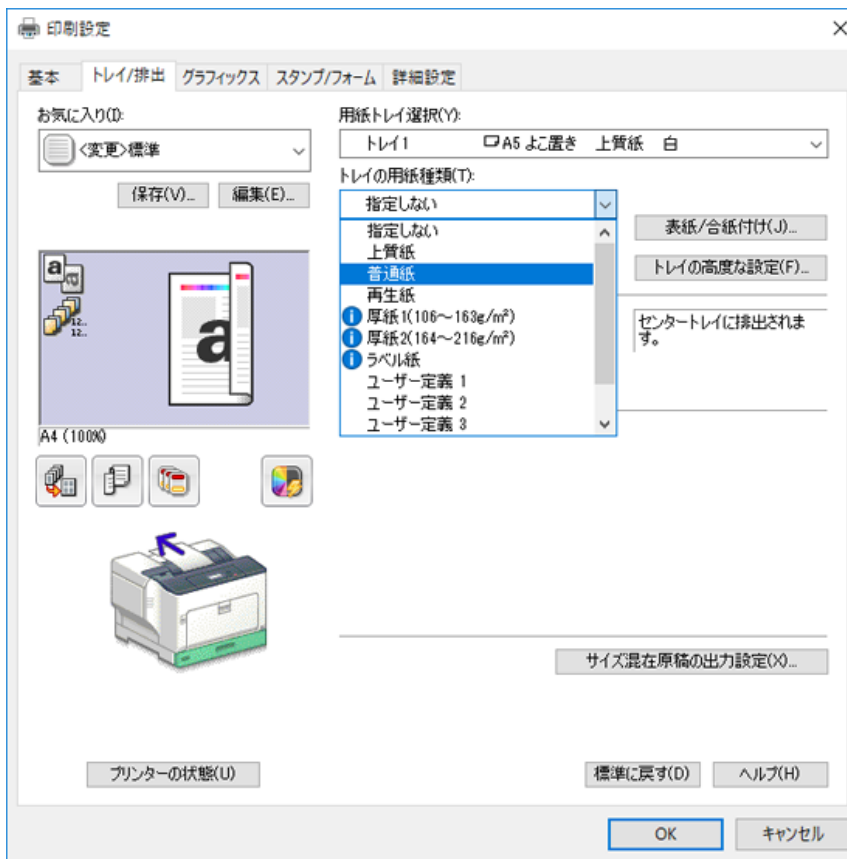 印刷設定
基本 トレイ/排出 グラフィックス スタンプ/フォーム 詳細設定
お気に入り(I):
<変更>標準
保存(V)... 編集(E)...
a a
12..
12..
a
A4 (100%)
プリンターの状態(U)
用紙トレイ選択(Y):
トレイ1 A5 よこ置き 上質紙 白
トレイの用紙種類(T):
指定しない
指定しない
上質紙
普通紙
再生紙
厚紙1(106～163g/m²)
厚紙2(164～216g/m²)
ラベル紙
ユーザー定義 1
ユーザー定義 2
ユーザー定義 3
表紙/合紙付け(J)...
トレイの高度な設定(F)...
センタートレイに排出されま
す。
サイズ混在原稿の出力設定(X)...
標準に戻す(D) ヘルプ(H)
OK キャンセル